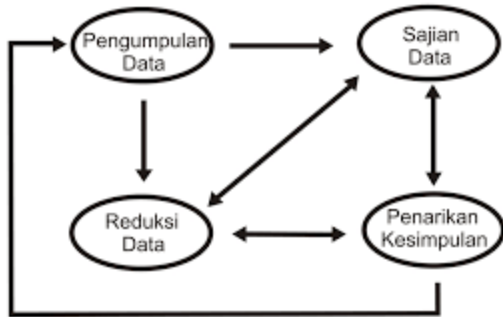 Pengumpulan
Data
Sajian
Data
Reduksi
Data
Penarikan
Kesimpulan